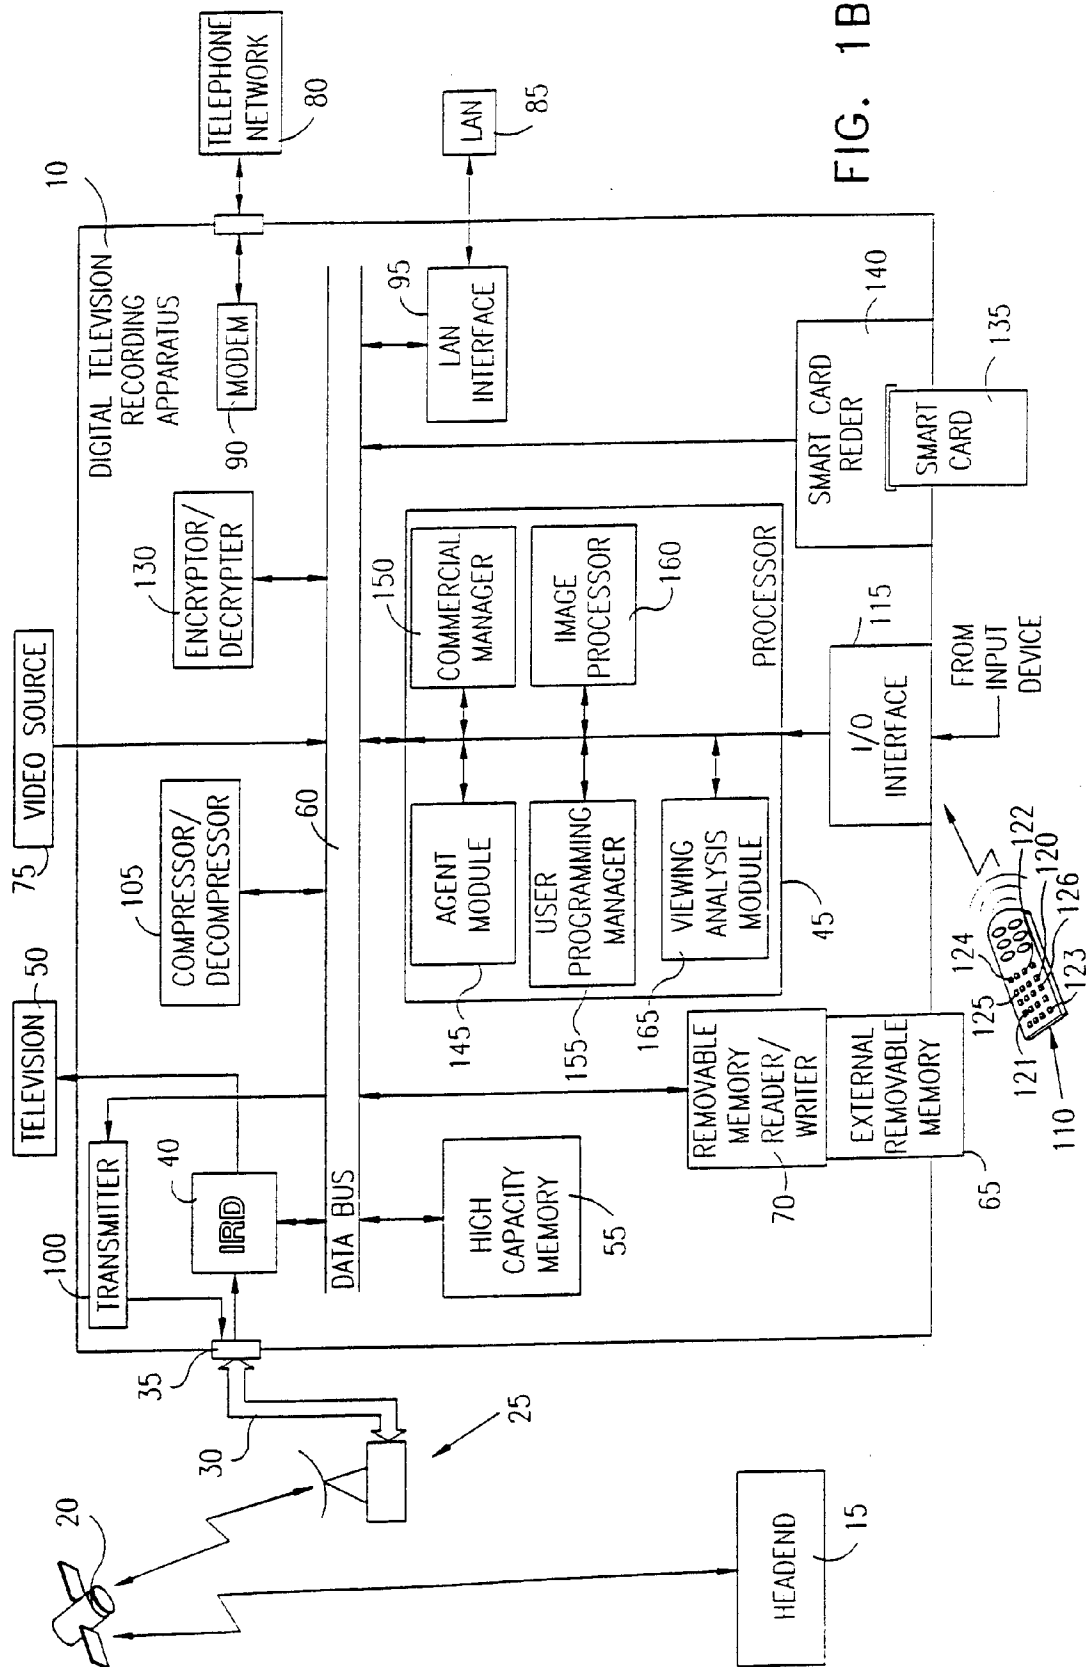 20
25
30
35
HEADEND
15
100
TRANSMITTER
40
IRD
TELEVISION
50
75
VIDEO SOURCE
10
DIGITAL TELEVISION
RECORDING
APPARATUS
COMPRESSOR/
DECOMPRESSOR
105
ENCRYPTOR/
DECRYPTER
130
90
MODEM
TELEPHONE
NETWORK
80
DATA BUS
60
HIGH
CAPACITY
MEMORY
55
LAN
INTERFACE
95
LAN
85
AGENT
MODULE
145
COMMERCIAL
MANAGER
150
USER
PROGRAMMING
MANAGER
155
IMAGE
PROCESSOR
160
VIEWING
ANALYSIS
MODULE
165
PROCESSOR
45
REMOVABLE
MEMORY
READER/
WRITER
70
EXTERNAL
REMOVABLE
MEMORY
65
I/O
INTERFACE
115
FROM
INPUT
DEVICE
SMART CARD
REDER
140
SMART
CARD
135
110
121
125
124
122
120
126
123
FIG. 1B